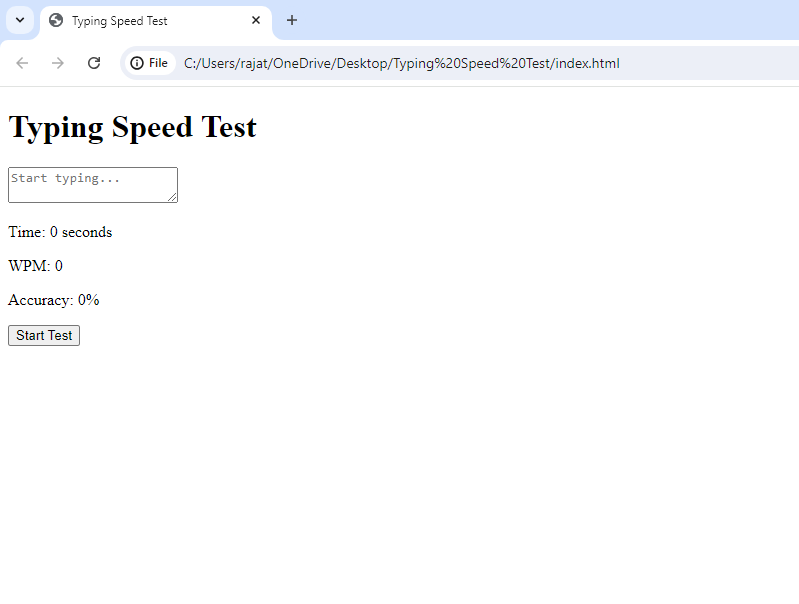 Typing Speed Test
File C:/Users/rajat/OneDrive/Desktop/Typing%20Speed%20Test/index.html
Typing Speed Test
Start typing...
Time: 0 seconds
WPM: 0
Accuracy: 0%
Start Test